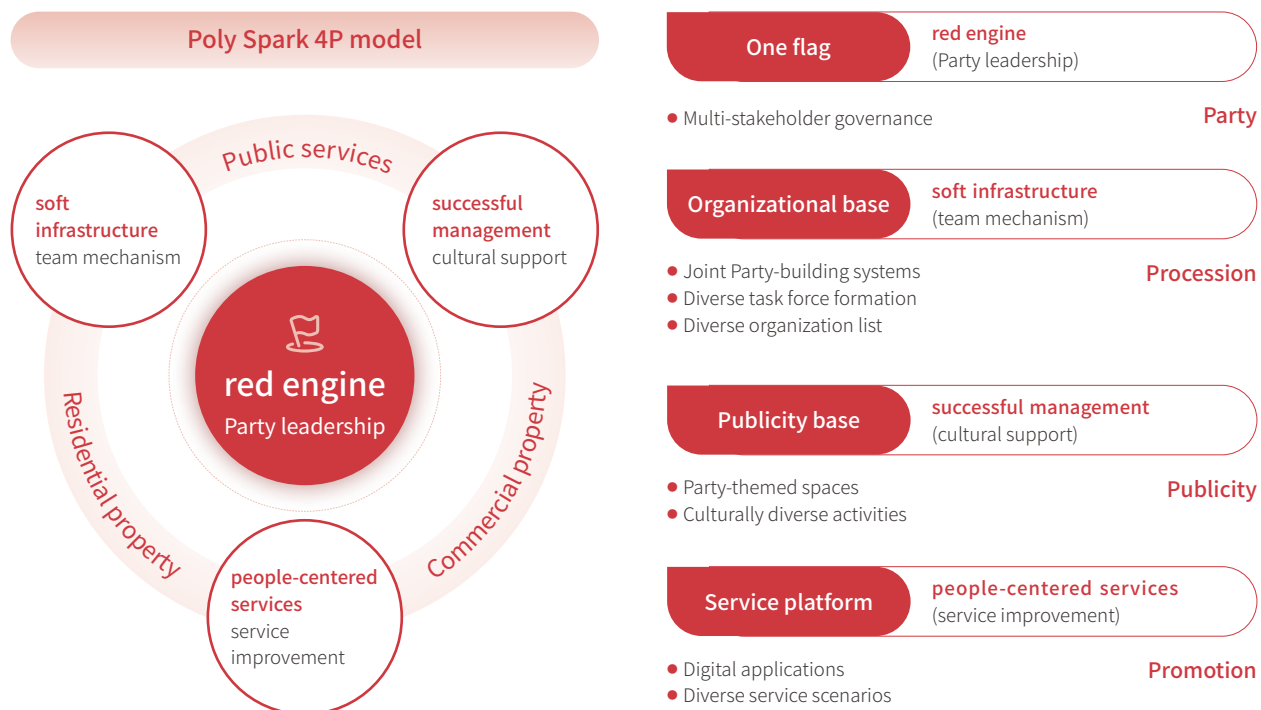 Poly Spark 4P model
Public services
soft
infrastructure
team mechanism
successful
management
cultural support
red engine
Party leadership
Residential property
Commercial property
people-centered
services
service
improvement
One flag
red engine
(Party leadership)
Multi-stakeholder governance
Party
Organizational base
soft infrastructure
(team mechanism)
Joint Party-building systems
Diverse task force formation
Diverse organization list
Procession
Publicity base
successful management
(cultural support)
Party-themed spaces
Culturally diverse activities
Publicity
Service platform
people-centered services
(service improvement)
Digital applications
Diverse service scenarios
Promotion